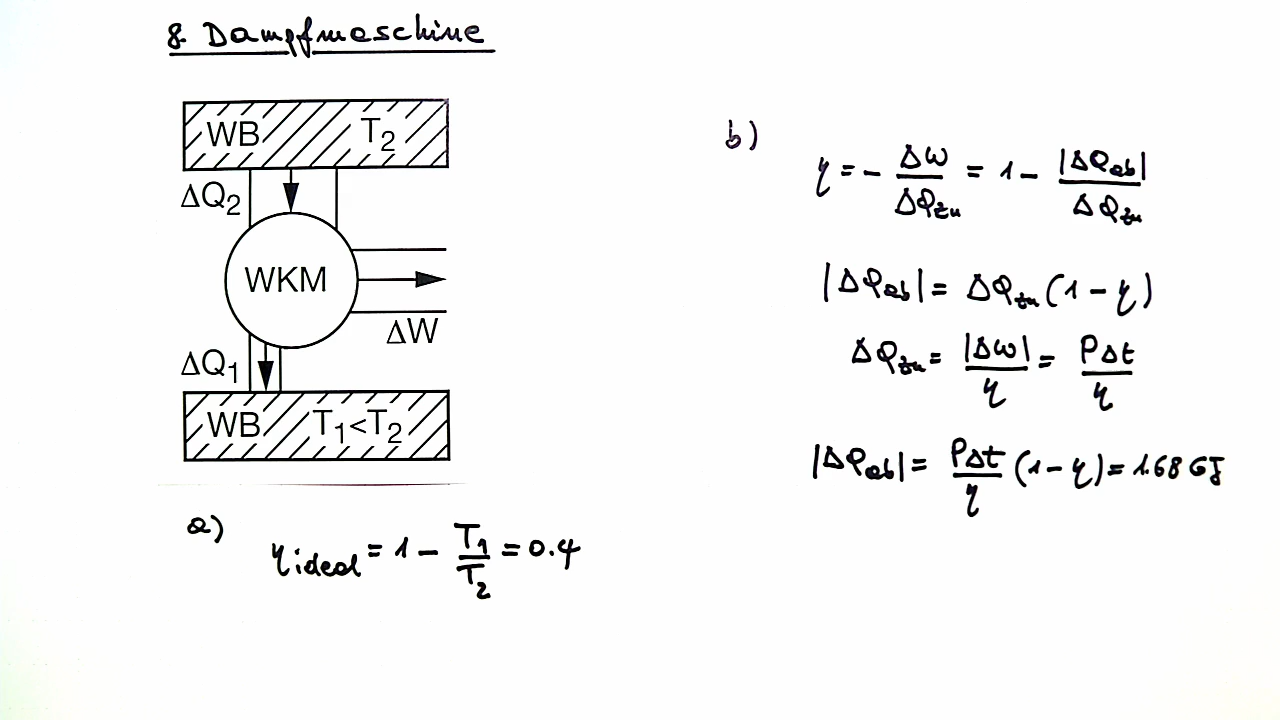 8. Dampfmaschine
WB T₂
ΔQ₂
WKM
ΔW
ΔQ₁
WB T₁<T₂
a)
η ideal = 1 - T₁/T₂ = 0.4
b)
η = - ΔW/ΔQzu = 1 - |ΔQab|/ΔQzu
|ΔQab| = ΔQzu (1 - η)
ΔQzu = |ΔW|/η = PΔt/η
|ΔQab| = PΔt/η (1 - η) = 1.68 GJ